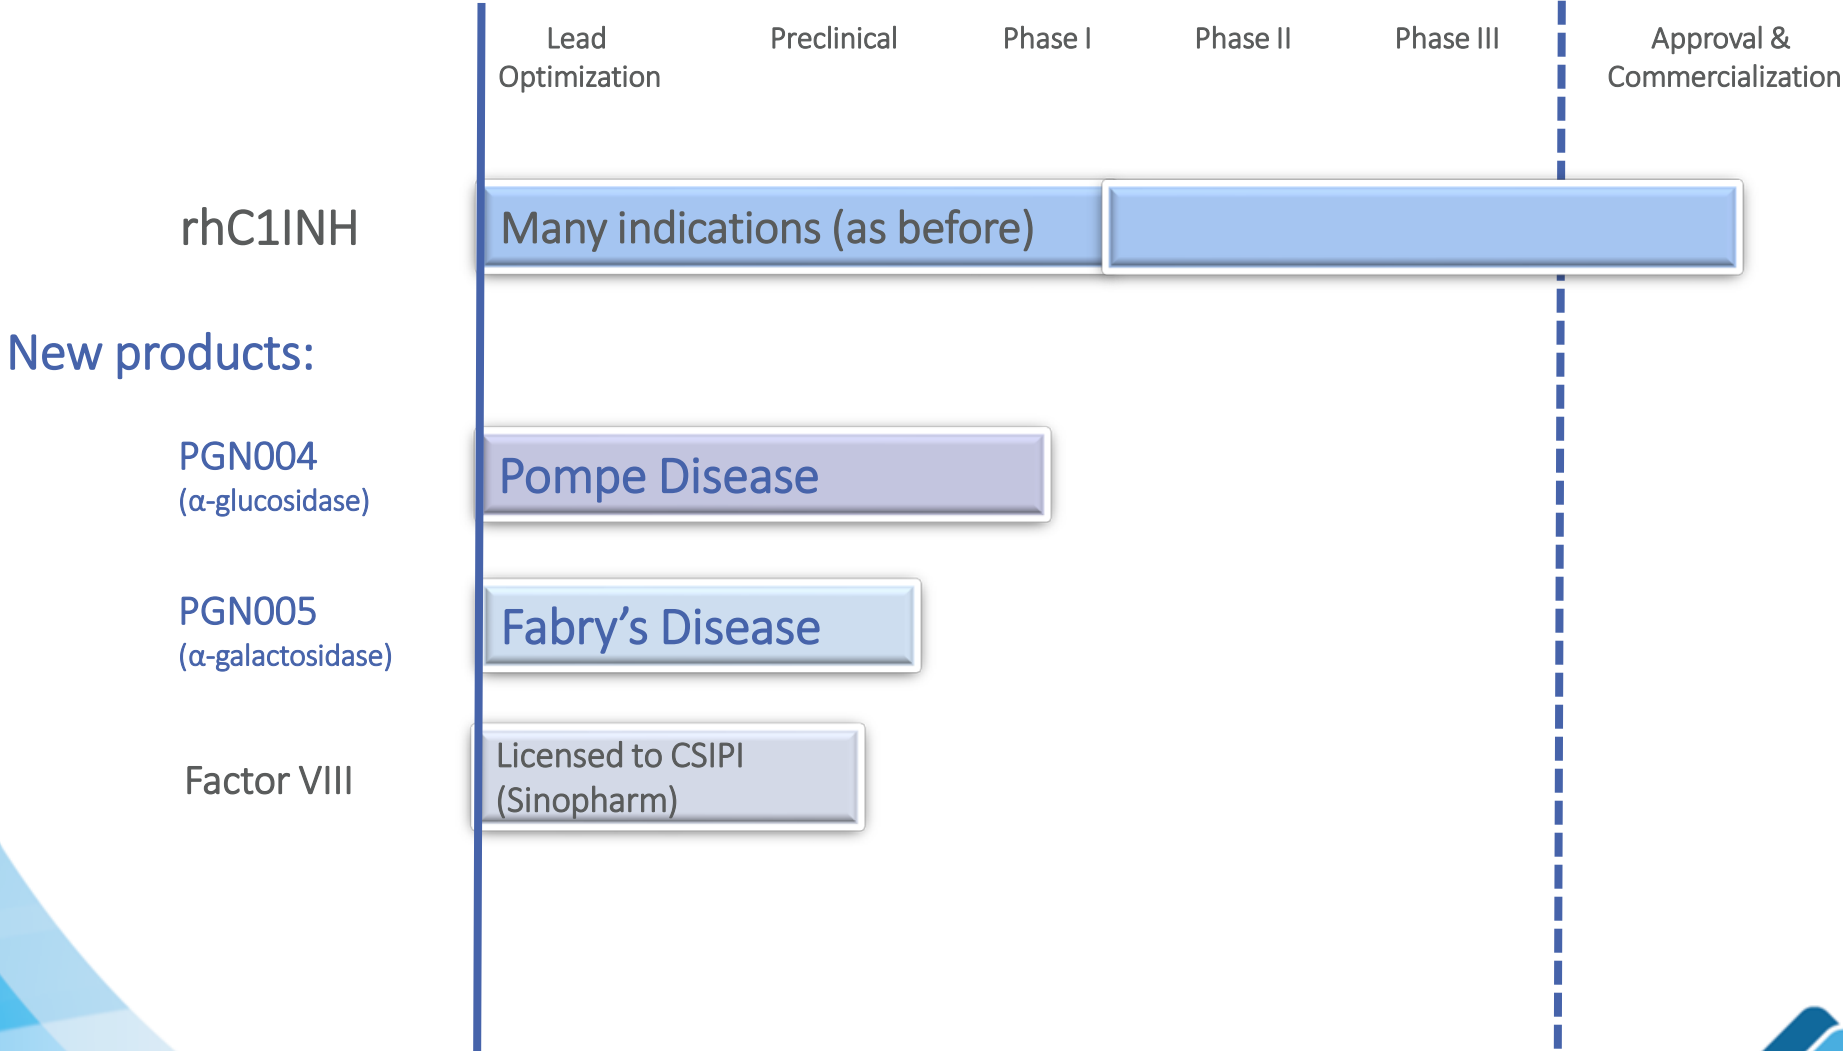 Lead
Optimization
Preclinical
Phase I
Phase II
Phase III
Approval &
Commercialization
rhC1INH
Many indications (as before)
New products:
PGN004
(α-glucosidase)
Pompe Disease
PGN005
(α-galactosidase)
Fabry’s Disease
Factor VIII
Licensed to CSIPI
(Sinopharm)